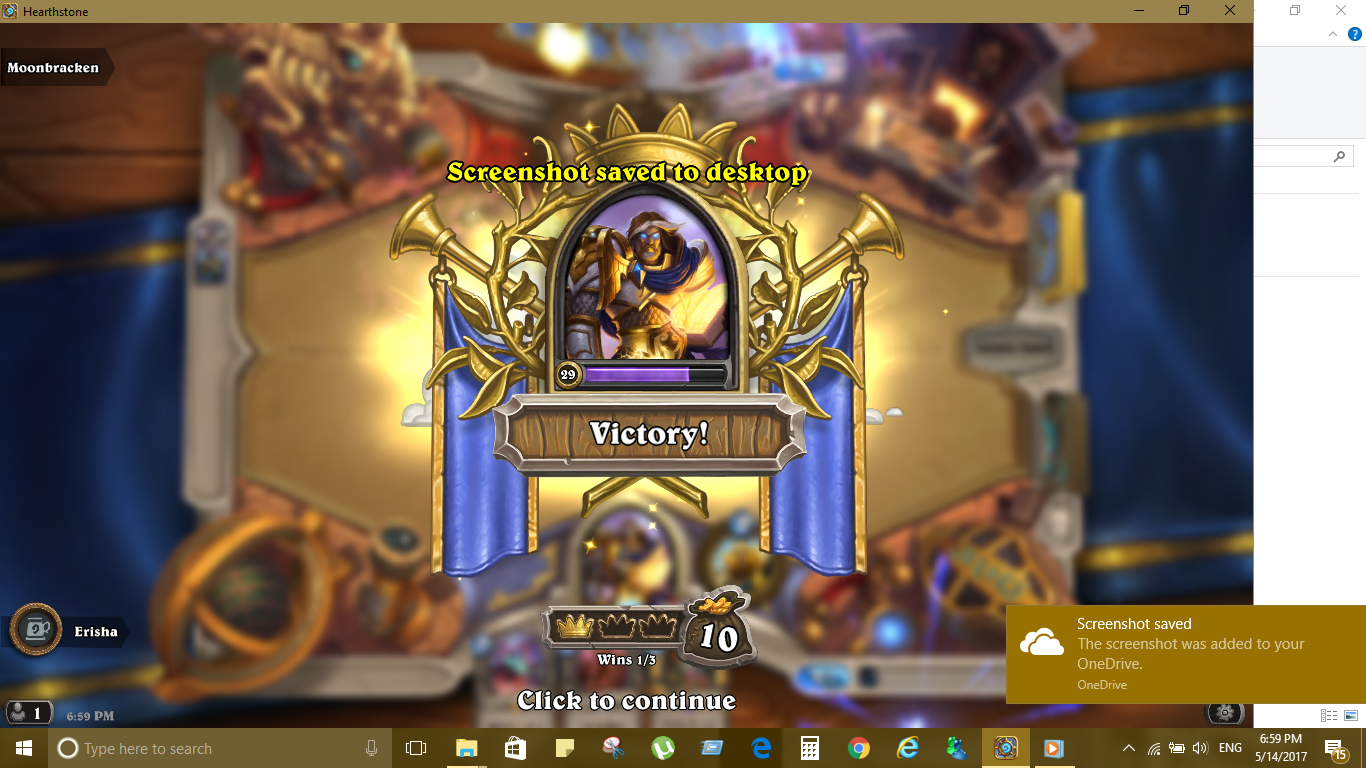 Hearthstone
Moonbracken
Screenshot saved to desktop
29
Victory!
Erisha
10
Wins 1/3
Click to continue
Screenshot saved
The screenshot was added to your
OneDrive.
OneDrive
1
6:59 PM
Type here to search
ENG
6:59 PM
5/14/2017
15